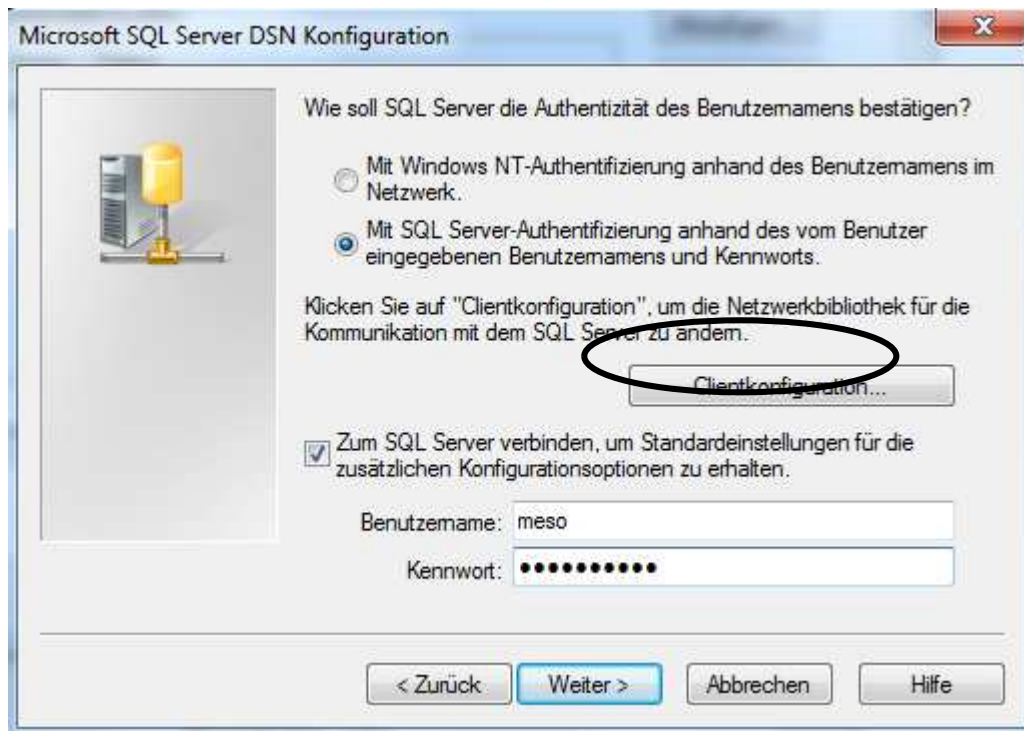 Microsoft SQL Server DSN Konfiguration
Wie soll SQL Server die Authentizität des Benutzernamens bestätigen?
Mit Windows NT-Authentifizierung anhand des Benutzernamens im
Netzwerk.
Mit SQL Server-Authentifizierung anhand des vom Benutzer
eingegebenen Benutzernamens und Kennworts.
Klicken Sie auf "Clientkonfiguration", um die Netzwerkbibliothek für die
Kommunikation mit dem SQL Server zu ändern.
Clientkonfiguration...
Zum SQL Server verbinden, um Standardeinstellungen für die
zusätzlichen Konfigurationsoptionen zu erhalten.
Benutzername: meso
Kennwort: ●●●●●●●●●●
< Zurück Weiter > Abbrechen Hilfe